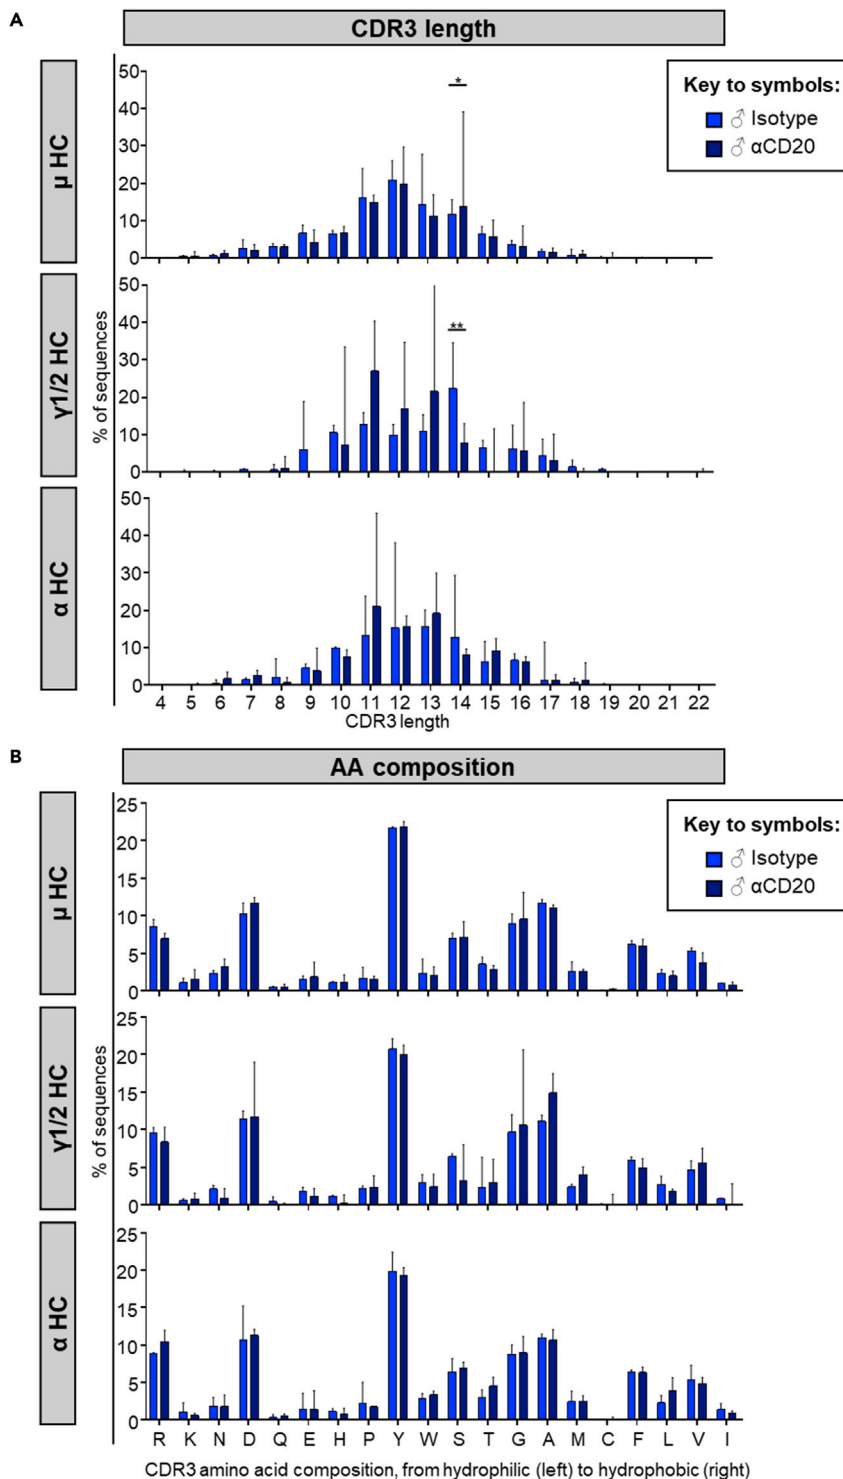 A
CDR3 length
μ HC
50
40
30
20
10
0
*
Key to symbols:
♂ Isotype
♂ αCD20
γ1/2 HC
% of sequences
50
40
30
20
10
0
**
α HC
50
40
30
20
10
0
4 5 6 7 8 9 10 11 12 13 14 15 16 17 18 19 20 21 22
CDR3 length
B
AA composition
μ HC
25
20
15
10
5
0
Key to symbols:
♂ Isotype
♂ αCD20
γ1/2 HC
% of sequences
25
20
15
10
5
0
α HC
25
20
15
10
5
0
R K N D Q E H P Y W S T G A M C F L V I
CDR3 amino acid composition, from hydrophilic (left) to hydrophobic (right)